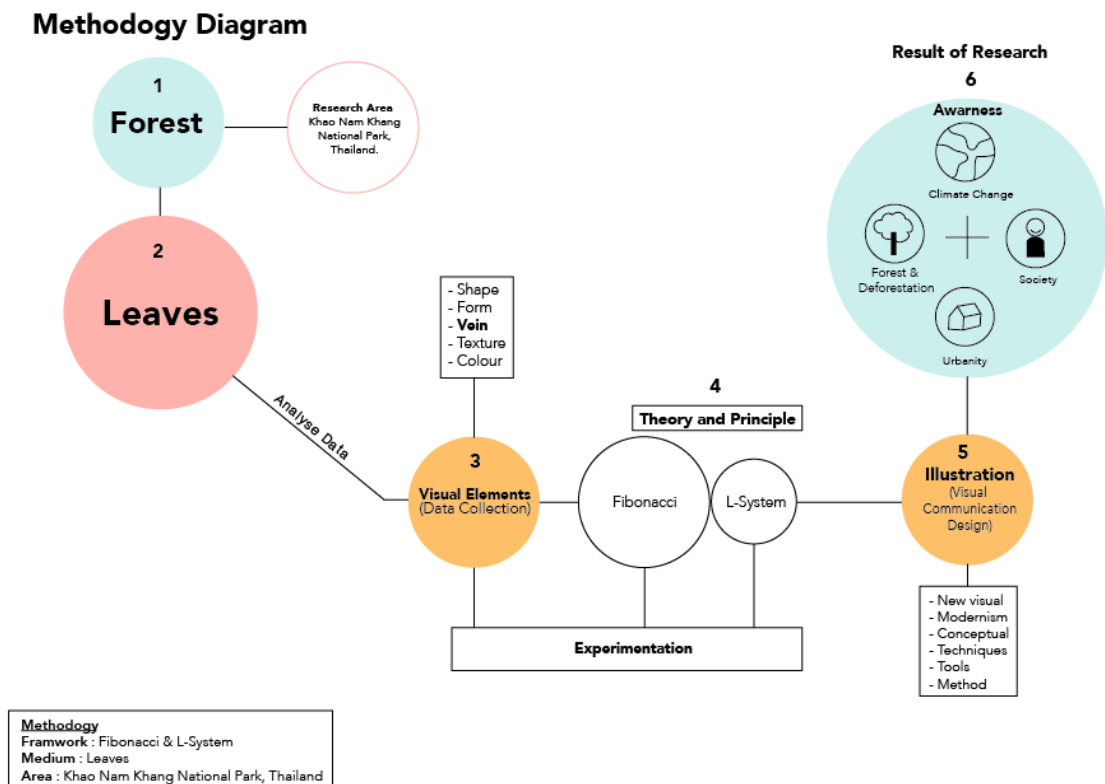 Methodogy Diagram
1
Forest
Research Area
Khao Nam Khang
National Park,
Thailand.
2
Leaves
Analyse Data
- Shape
- Form
- Vein
- Texture
- Colour
3
Visual Elements
(Data Collection)
4
Theory and Principle
Fibonacci
L-System
Experimentation
5
Illustration
(Visual
Communication
Design)
- New visual
- Modernism
- Conceptual
- Techniques
- Tools
- Method
Result of Research
6
Awarness
Climate Change
Forest &
Deforestation
Society
Urbanity
Methodogy
Framwork : Fibonacci & L-System
Medium : Leaves
Area : Khao Nam Khang National Park, Thailand